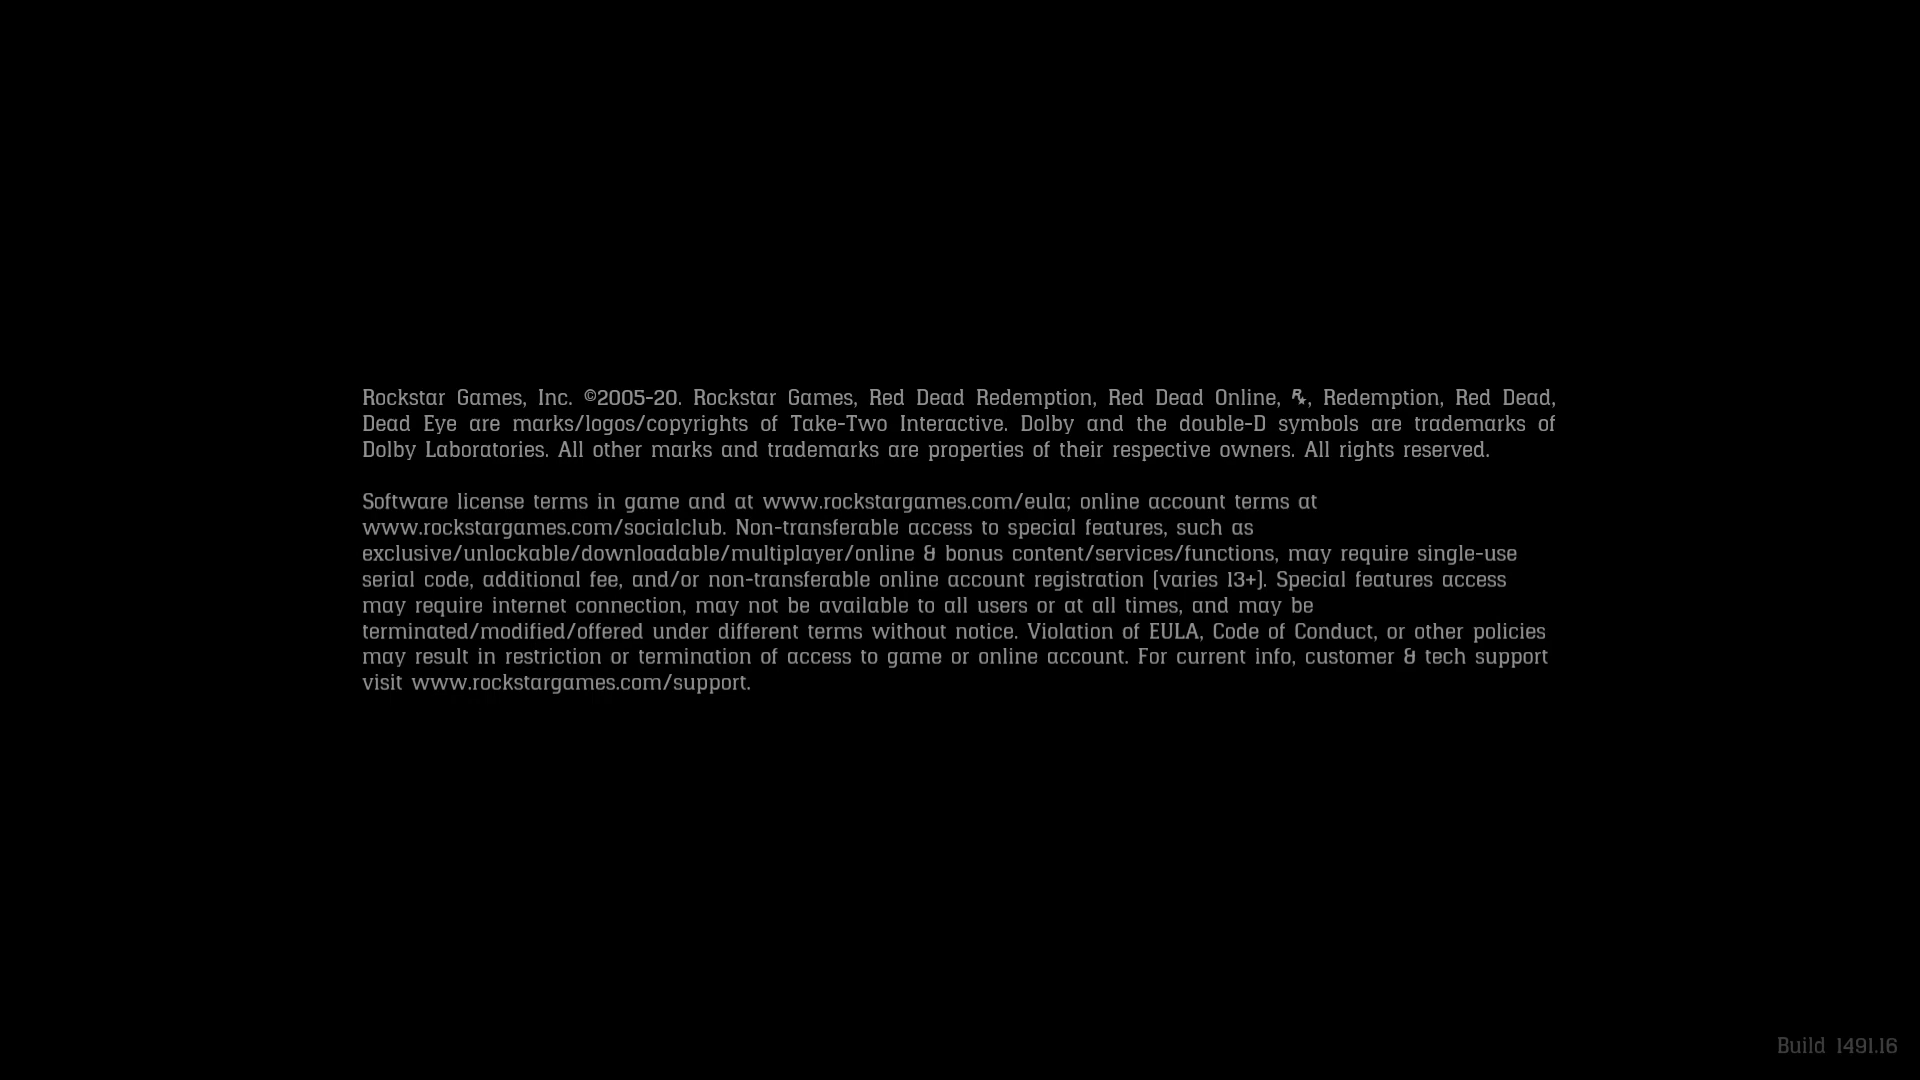 Rockstar Games, Inc. ©2005-20. Rockstar Games, Red Dead Redemption, Red Dead Online, R★, Redemption, Red Dead,
Dead Eye are marks/logos/copyrights of Take-Two Interactive. Dolby and the double-D symbols are trademarks of
Dolby Laboratories. All other marks and trademarks are properties of their respective owners. All rights reserved.
Software license terms in game and at www.rockstargames.com/eula; online account terms at
www.rockstargames.com/socialclub. Non-transferable access to special features, such as
exclusive/unlockable/downloadable/multiplayer/online & bonus content/services/functions, may require single-use
serial code, additional fee, and/or non-transferable online account registration (varies 13+). Special features access
may require internet connection, may not be available to all users or at all times, and may be
terminated/modified/offered under different terms without notice. Violation of EULA, Code of Conduct, or other policies
may result in restriction or termination of access to game or online account. For current info, customer & tech support
visit www.rockstargames.com/support.
Build 1491.16